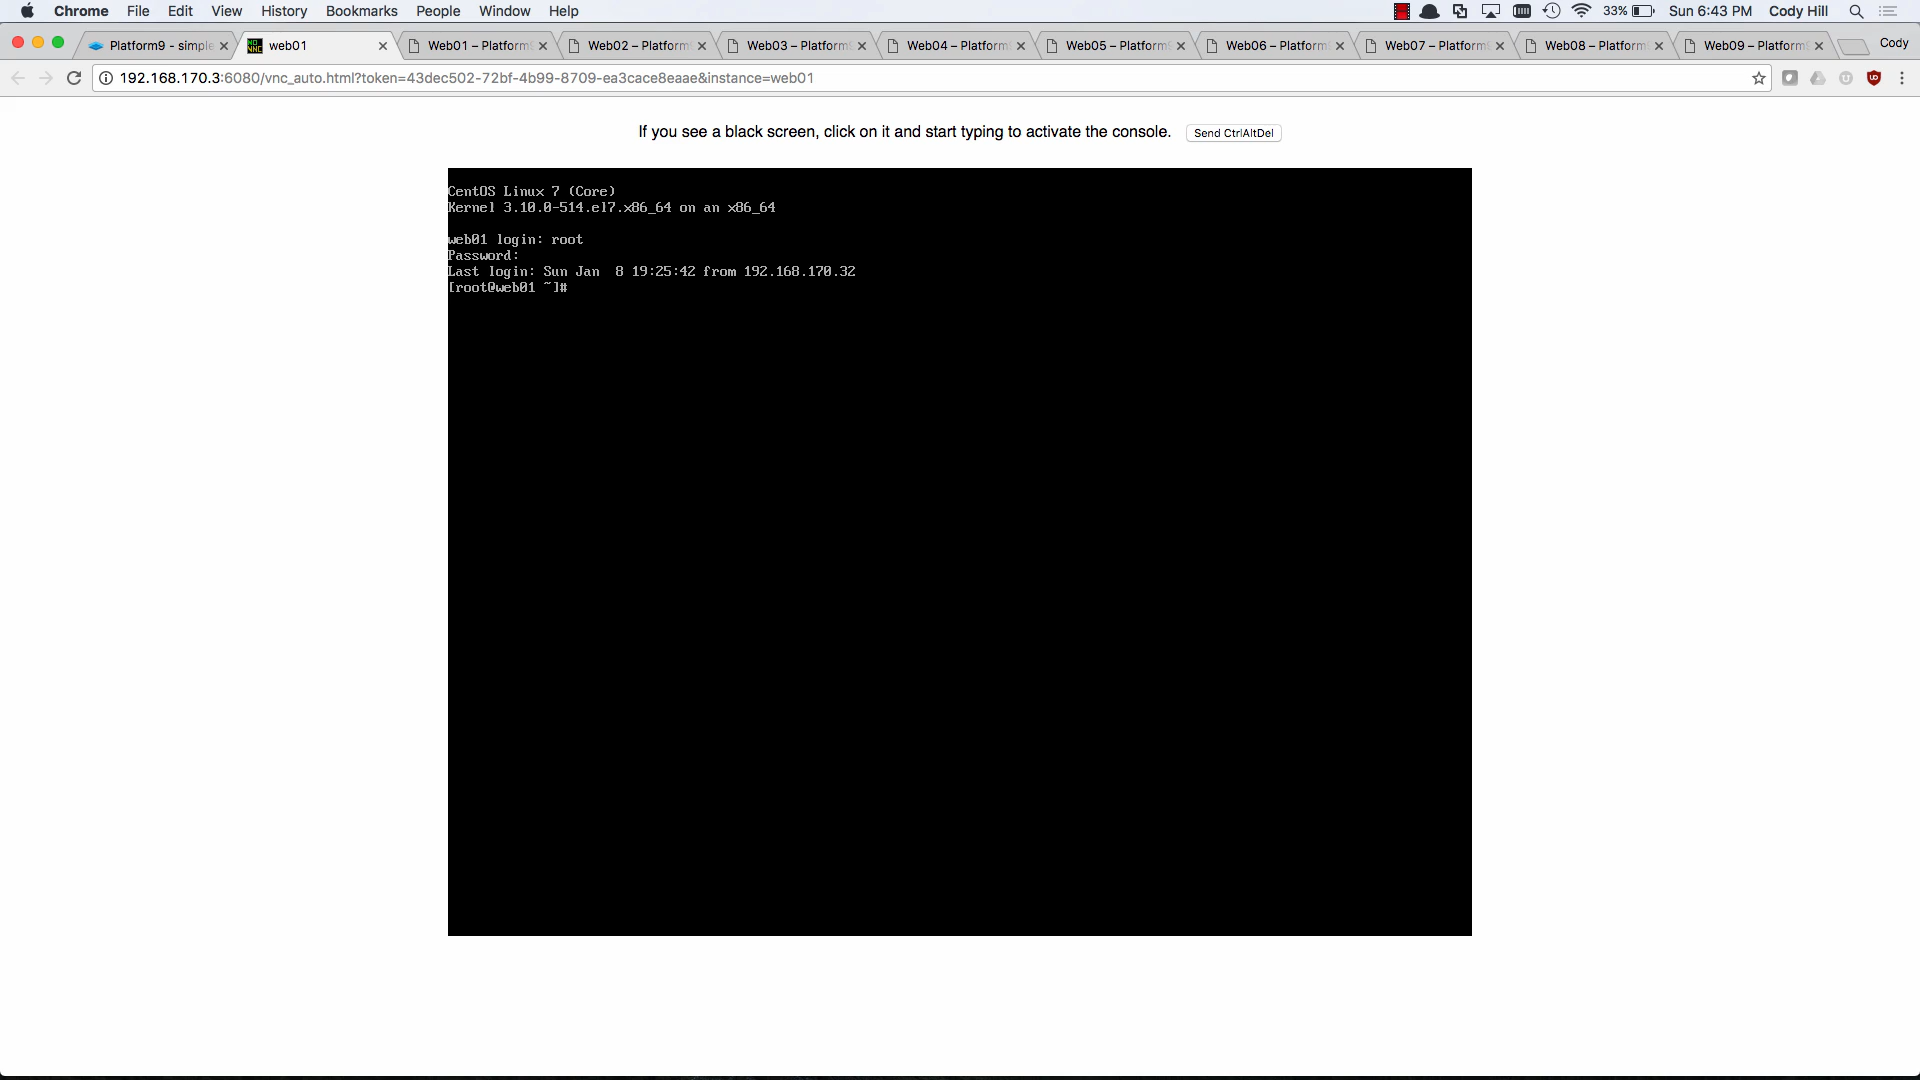 Chrome File Edit View History Bookmarks People Window Help 33% Sun 6:43 PM Cody Hill
Platform9 - simple web01 Web01 – Platform Web02 – Platform Web03 – Platform Web04 – Platform Web05 – Platform Web06 – Platform Web07 – Platform Web08 – Platform Web09 – Platform Cody
192.168.170.3:6080/vnc_auto.html?token=43dec502-72bf-4b99-8709-ea3cace8eaae&instance=web01
If you see a black screen, click on it and start typing to activate the console. Send CtrlAltDel
CentOS Linux 7 (Core)
Kernel 3.10.0-514.el7.x86_64 on an x86_64
web01 login: root
Password:
Last login: Sun Jan  8 19:25:42 from 192.168.170.32
[root@web01 ~]#